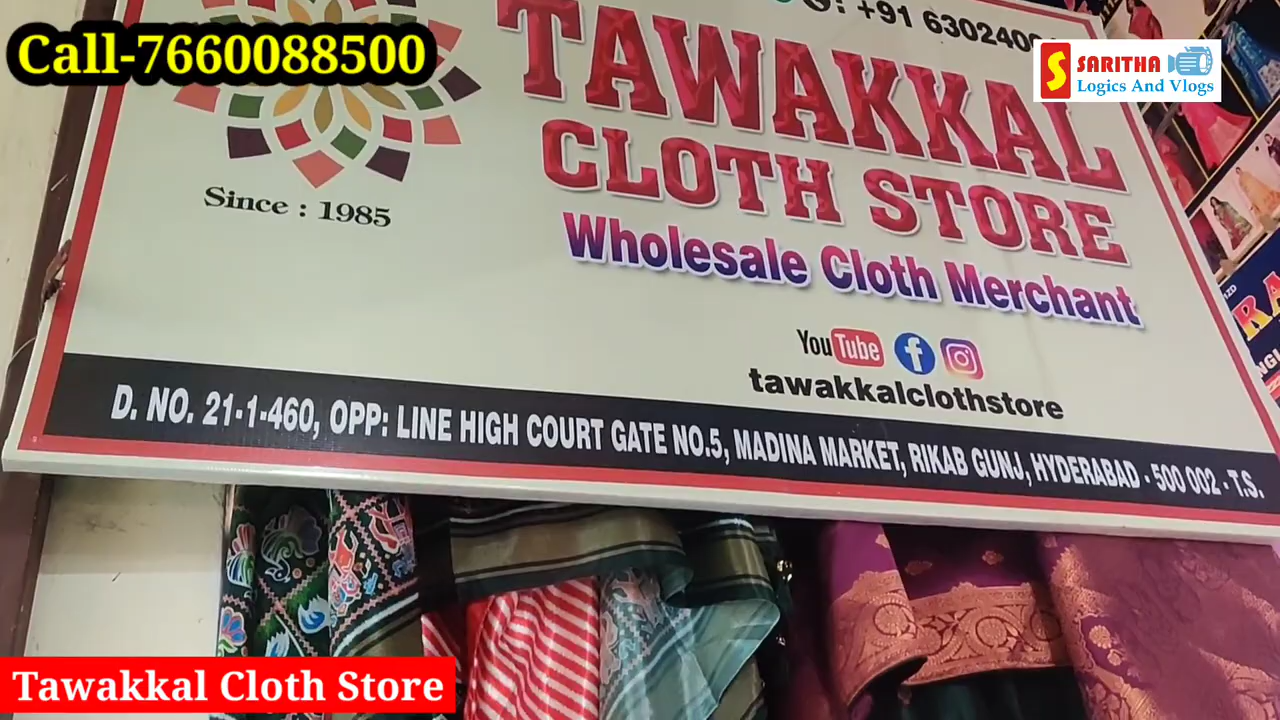 Call-7660088500
: +91 630240
SARITHA
Logics And Vlogs
TAWAKKAL
CLOTH STORE
Since : 1985
Wholesale Cloth Merchant
YouTube
tawakkalclothstore
D. NO. 21-1-460, OPP: LINE HIGH COURT GATE NO.5, MADINA MARKET, RIKAB GUNJ, HYDERABAD - 500 002 - T.S.
Tawakkal Cloth Store